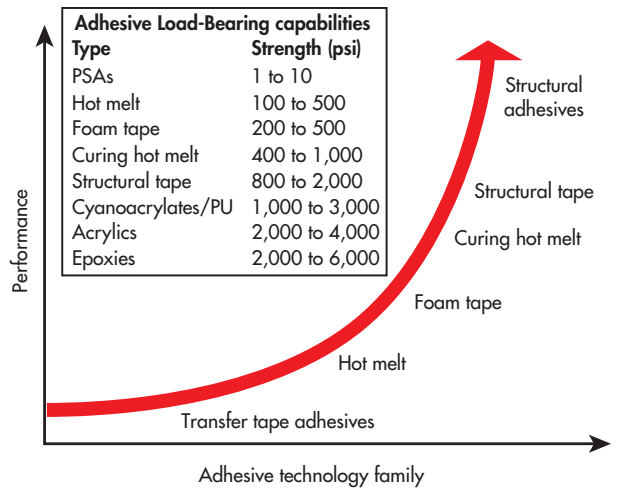 Adhesive Load-Bearing capabilities
Type Strength (psi)
PSAs 1 to 10
Hot melt 100 to 500
Foam tape 200 to 500
Curing hot melt 400 to 1,000
Structural tape 800 to 2,000
Cyanoacrylates/PU 1,000 to 3,000
Acrylics 2,000 to 4,000
Epoxies 2,000 to 6,000
Structural
adhesives
Structural tape
Curing hot melt
Foam tape
Hot melt
Transfer tape adhesives
Performance
Adhesive technology family